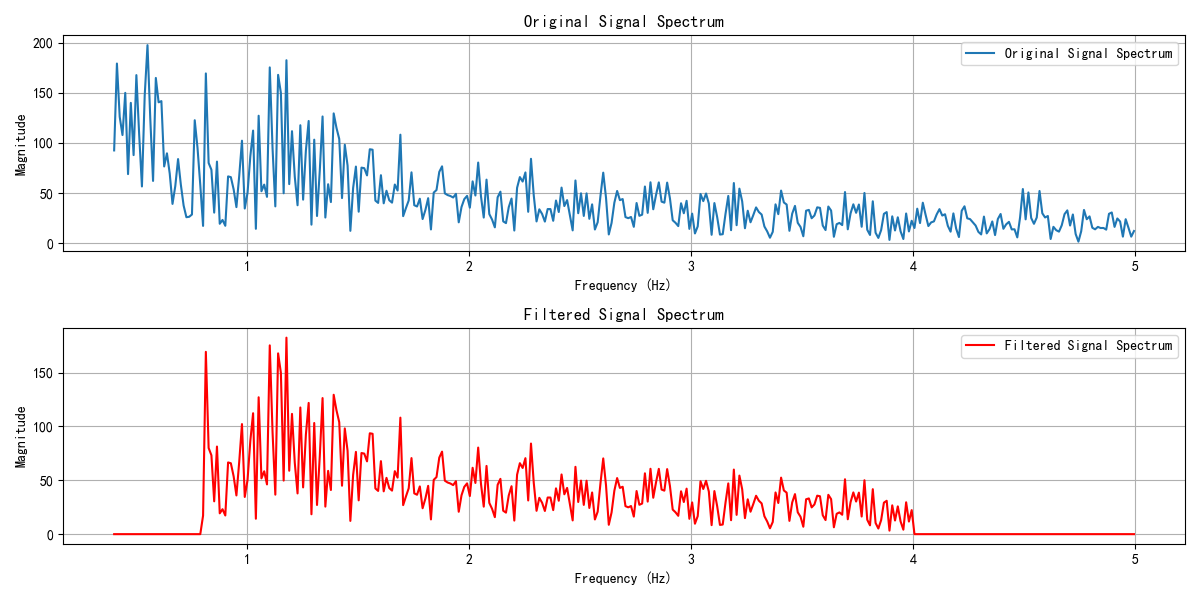 Original Signal Spectrum
Original Signal Spectrum
200
150
100
50
0
Magnitude
1 2 3 4 5
Frequency (Hz)
Filtered Signal Spectrum
Filtered Signal Spectrum
150
100
50
0
Magnitude
1 2 3 4 5
Frequency (Hz)